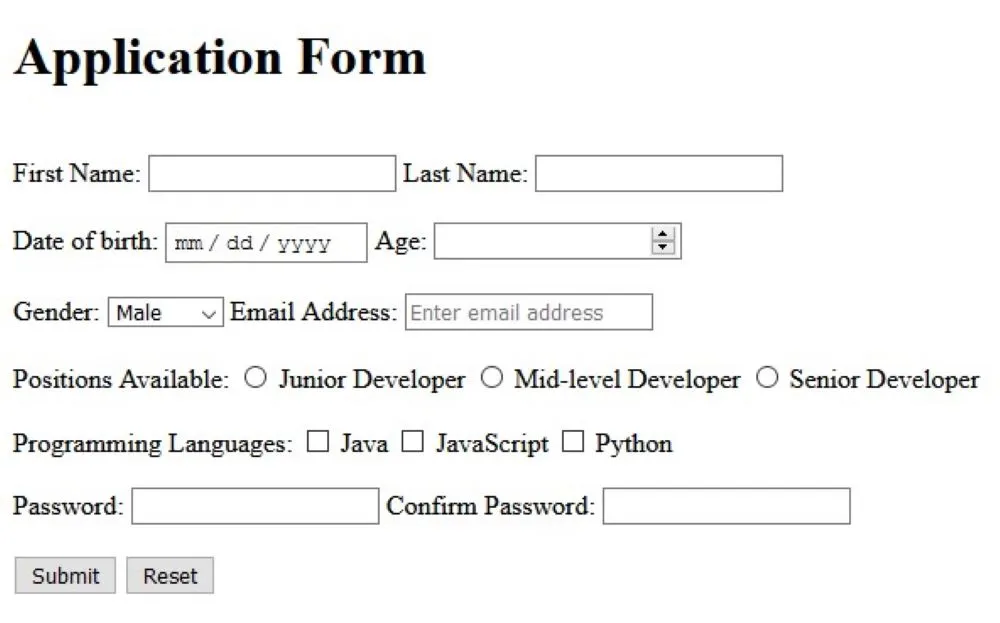 Application Form
First Name: Last Name:
Date of birth: mm / dd / yyyy Age:
Gender: Male Email Address: Enter email address
Positions Available: Junior Developer Mid-level Developer Senior Developer
Programming Languages: Java JavaScript Python
Password: Confirm Password:
Submit Reset